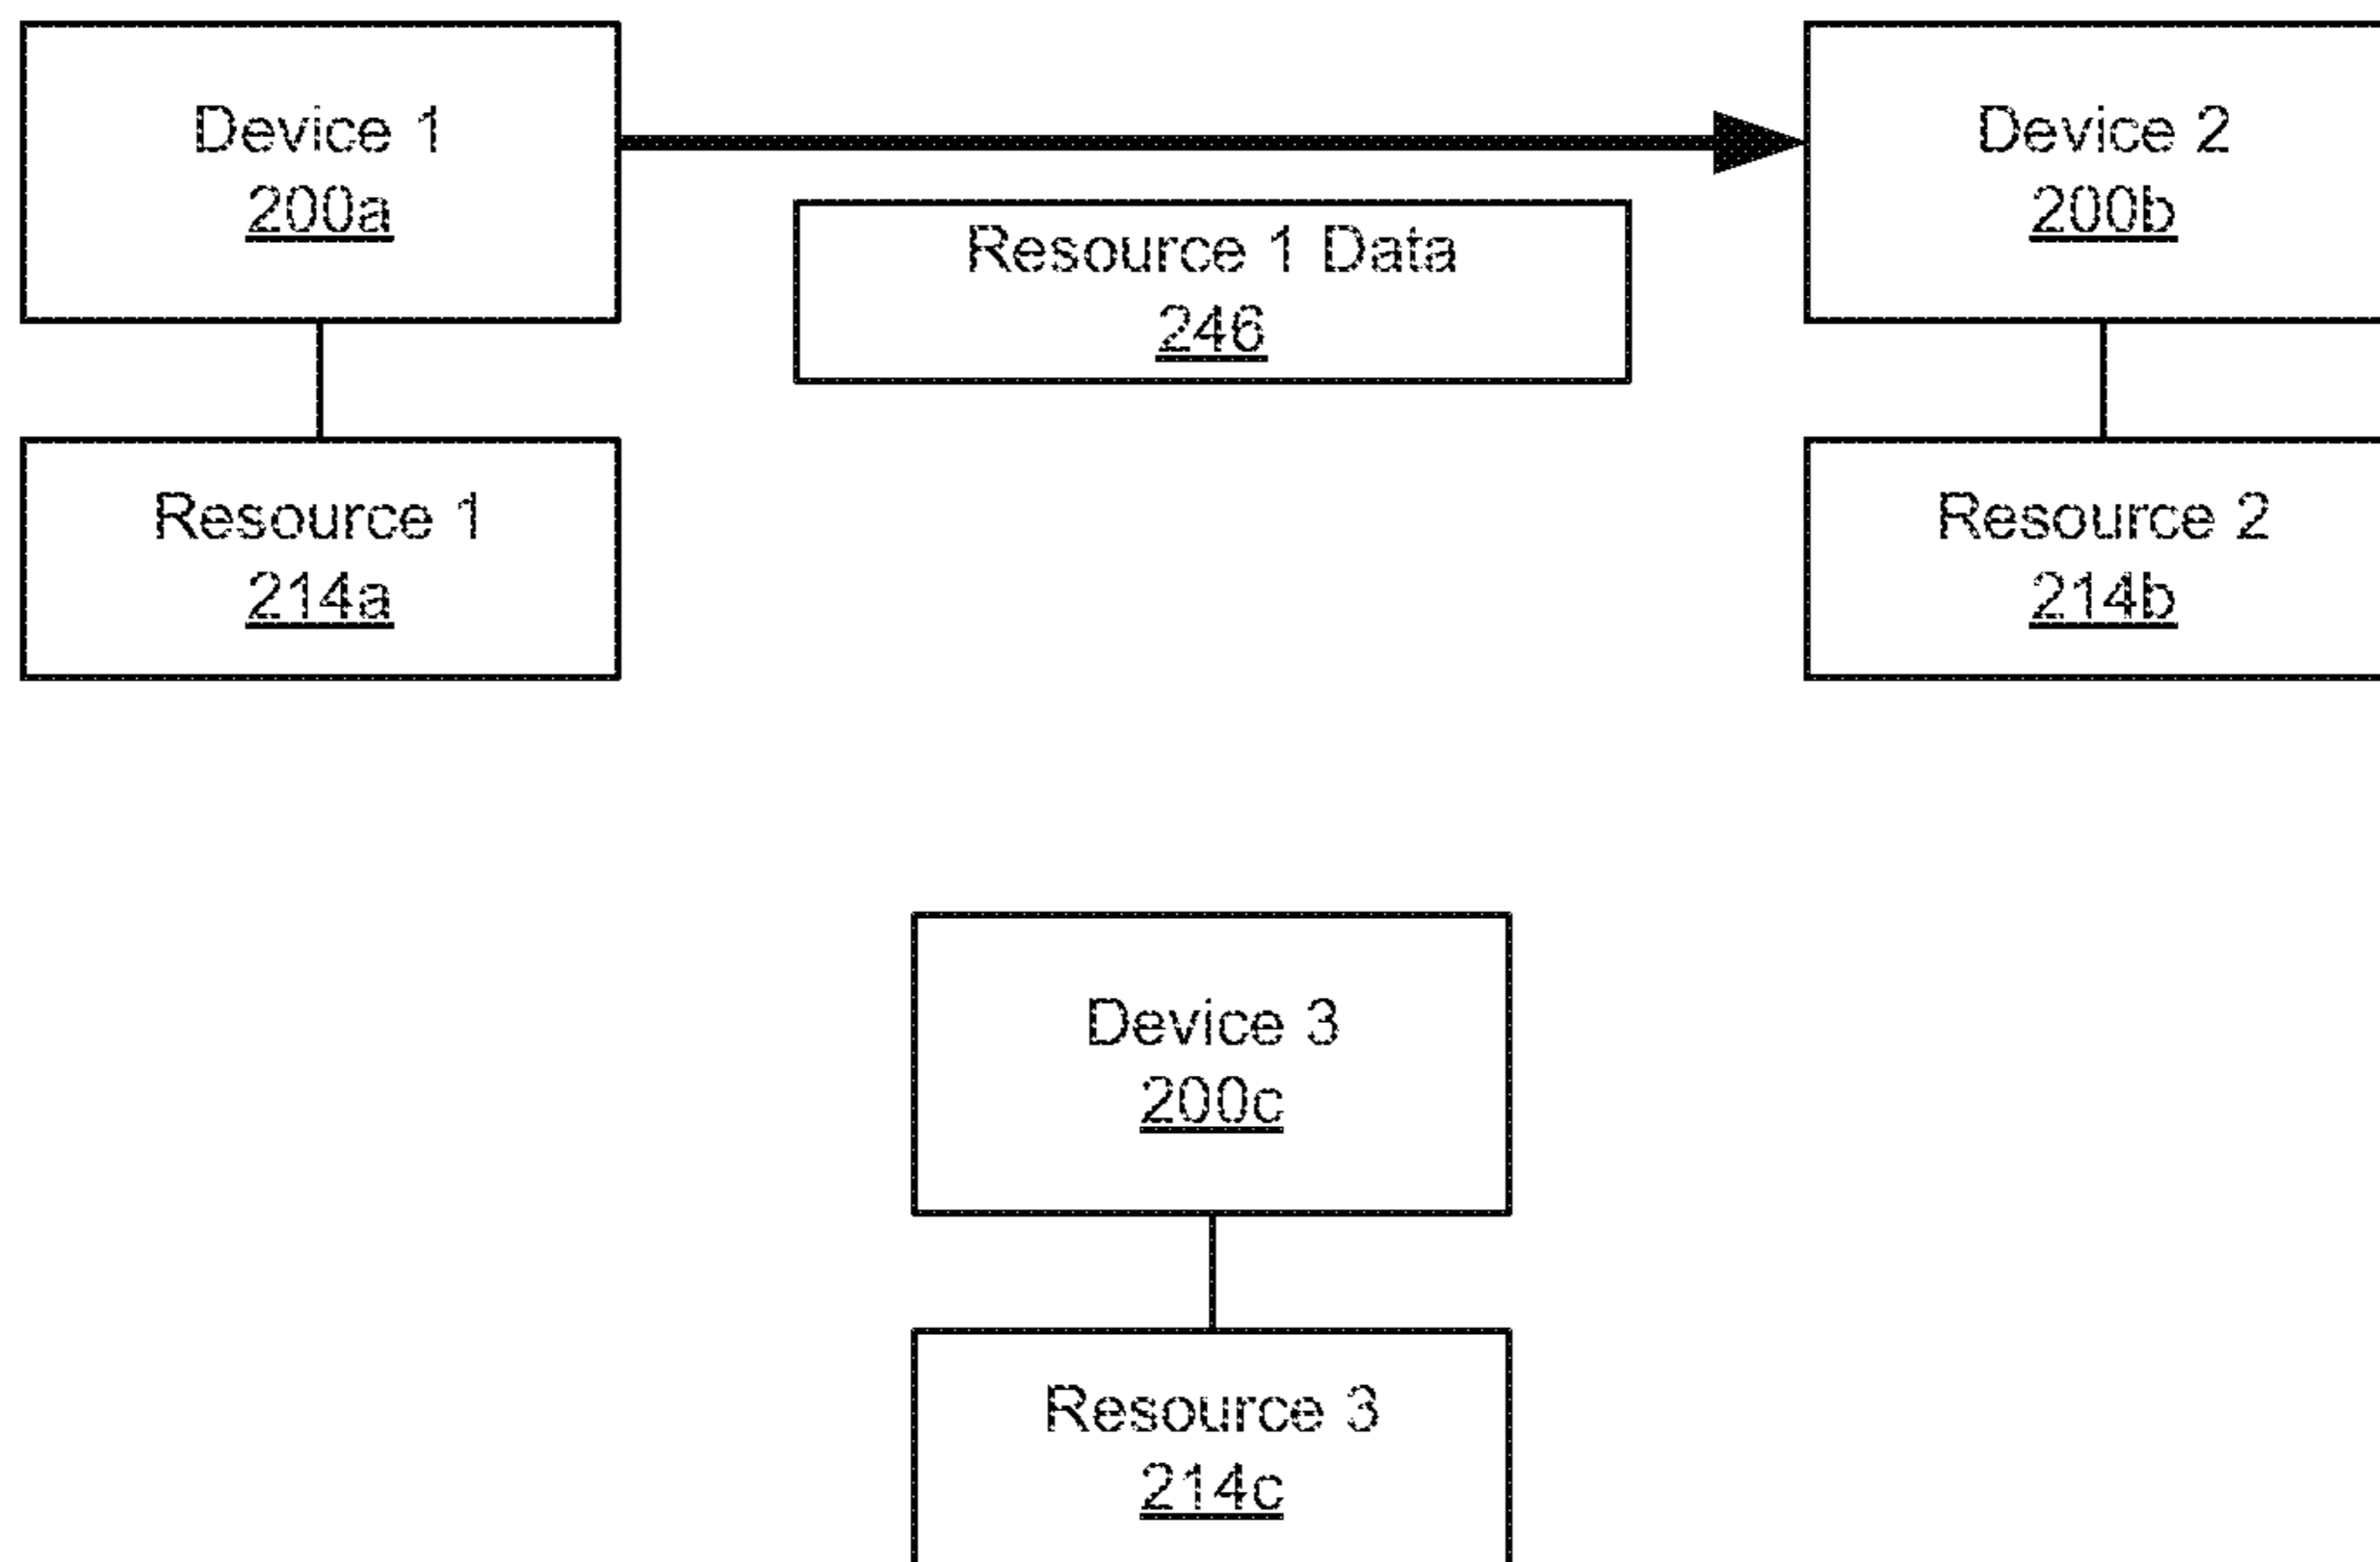 Device 1
200a
Device 2
200b
Resource 1 Data
246
Resource 1
214a
Resource 2
214b
Device 3
200c
Resource 3
214c